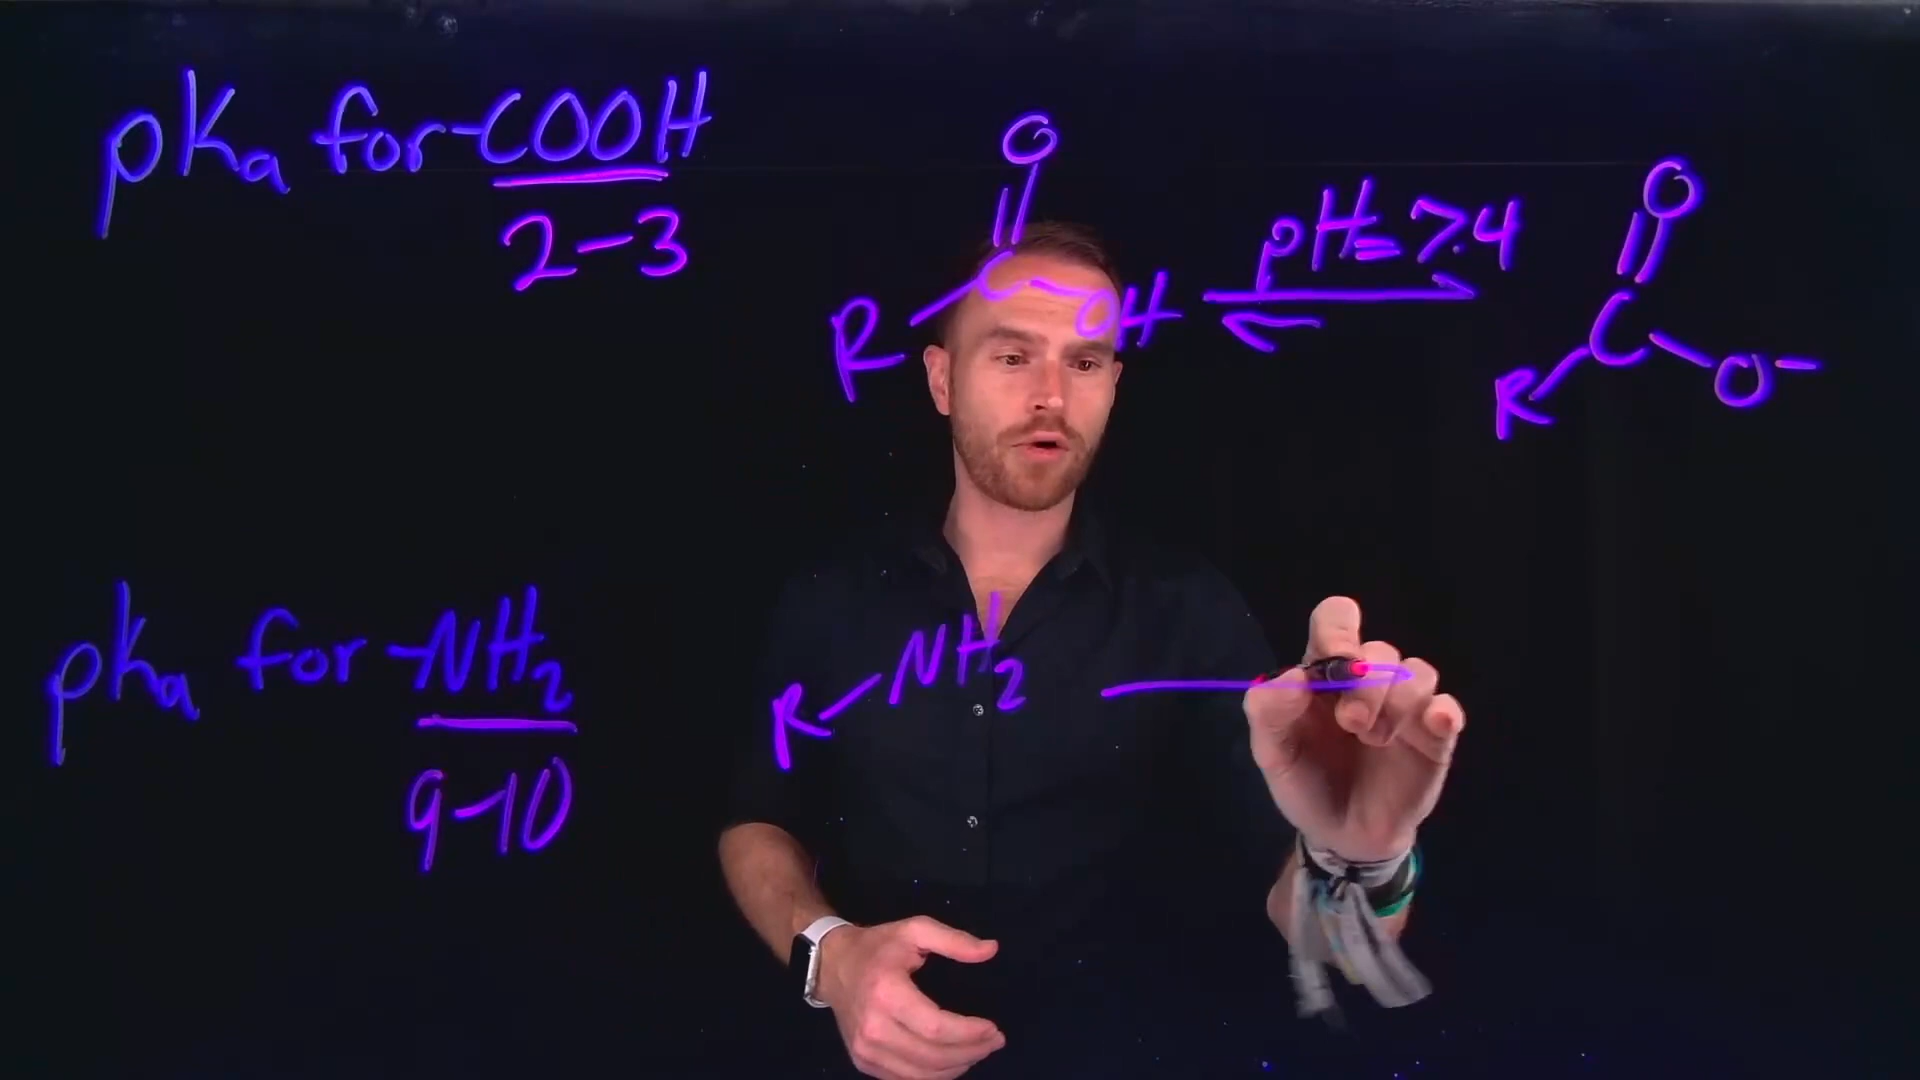 pKa for -COOH
2-3
O
R C OH
pH=7.4
O
R C O-
pKa for -NH2
9-10
R-NH2